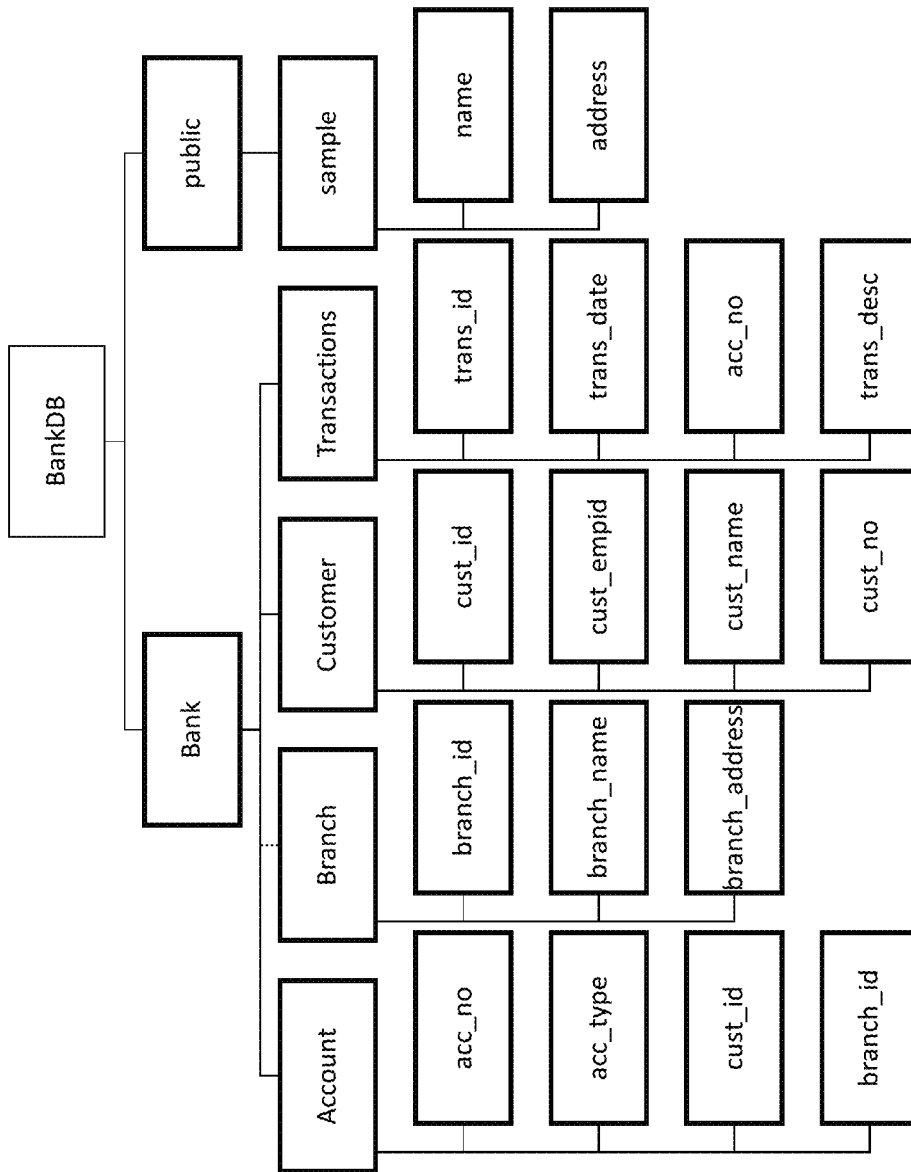 BankDB
Bank
public
Account
Branch
Customer
Transactions
sample
acc_no
branch_id
cust_id
trans_id
name
acc_type
branch_name
cust_empid
trans_date
address
cust_id
branch_address
cust_name
acc_no
branch_id
cust_no
trans_desc